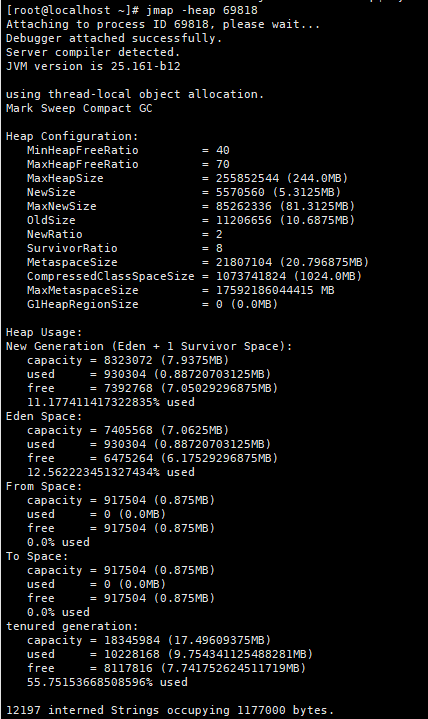 [root@localhost ~]# jmap -heap 69818
Attaching to process ID 69818, please wait...
Debugger attached successfully.
Server compiler detected.
JVM version is 25.161-b12

using thread-local object allocation.
Mark Sweep Compact GC

Heap Configuration:
   MinHeapFreeRatio         = 40
   MaxHeapFreeRatio         = 70
   MaxHeapSize              = 255852544 (244.0MB)
   NewSize                  = 5570560 (5.3125MB)
   MaxNewSize               = 85262336 (81.3125MB)
   OldSize                  = 11206656 (10.6875MB)
   NewRatio                 = 2
   SurvivorRatio            = 8
   MetaspaceSize            = 21807104 (20.796875MB)
   CompressedClassSpaceSize = 1073741824 (1024.0MB)
   MaxMetaspaceSize         = 17592186044415 MB
   G1HeapRegionSize         = 0 (0.0MB)

Heap Usage:
New Generation (Eden + 1 Survivor Space):
   capacity = 8323072 (7.9375MB)
   used     = 930304 (0.88720703125MB)
   free     = 7392768 (7.05029296875MB)
   11.177411417322835% used
Eden Space:
   capacity = 7405568 (7.0625MB)
   used     = 930304 (0.88720703125MB)
   free     = 6475264 (6.17529296875MB)
   12.562223451327434% used
From Space:
   capacity = 917504 (0.875MB)
   used     = 0 (0.0MB)
   free     = 917504 (0.875MB)
   0.0% used
To Space:
   capacity = 917504 (0.875MB)
   used     = 0 (0.0MB)
   free     = 917504 (0.875MB)
   0.0% used
tenured generation:
   capacity = 18345984 (17.49609375MB)
   used     = 10228168 (9.754341125488281MB)
   free     = 8117816 (7.741752624511719MB)
   55.75153668508596% used

12197 interned Strings occupying 1177000 bytes.